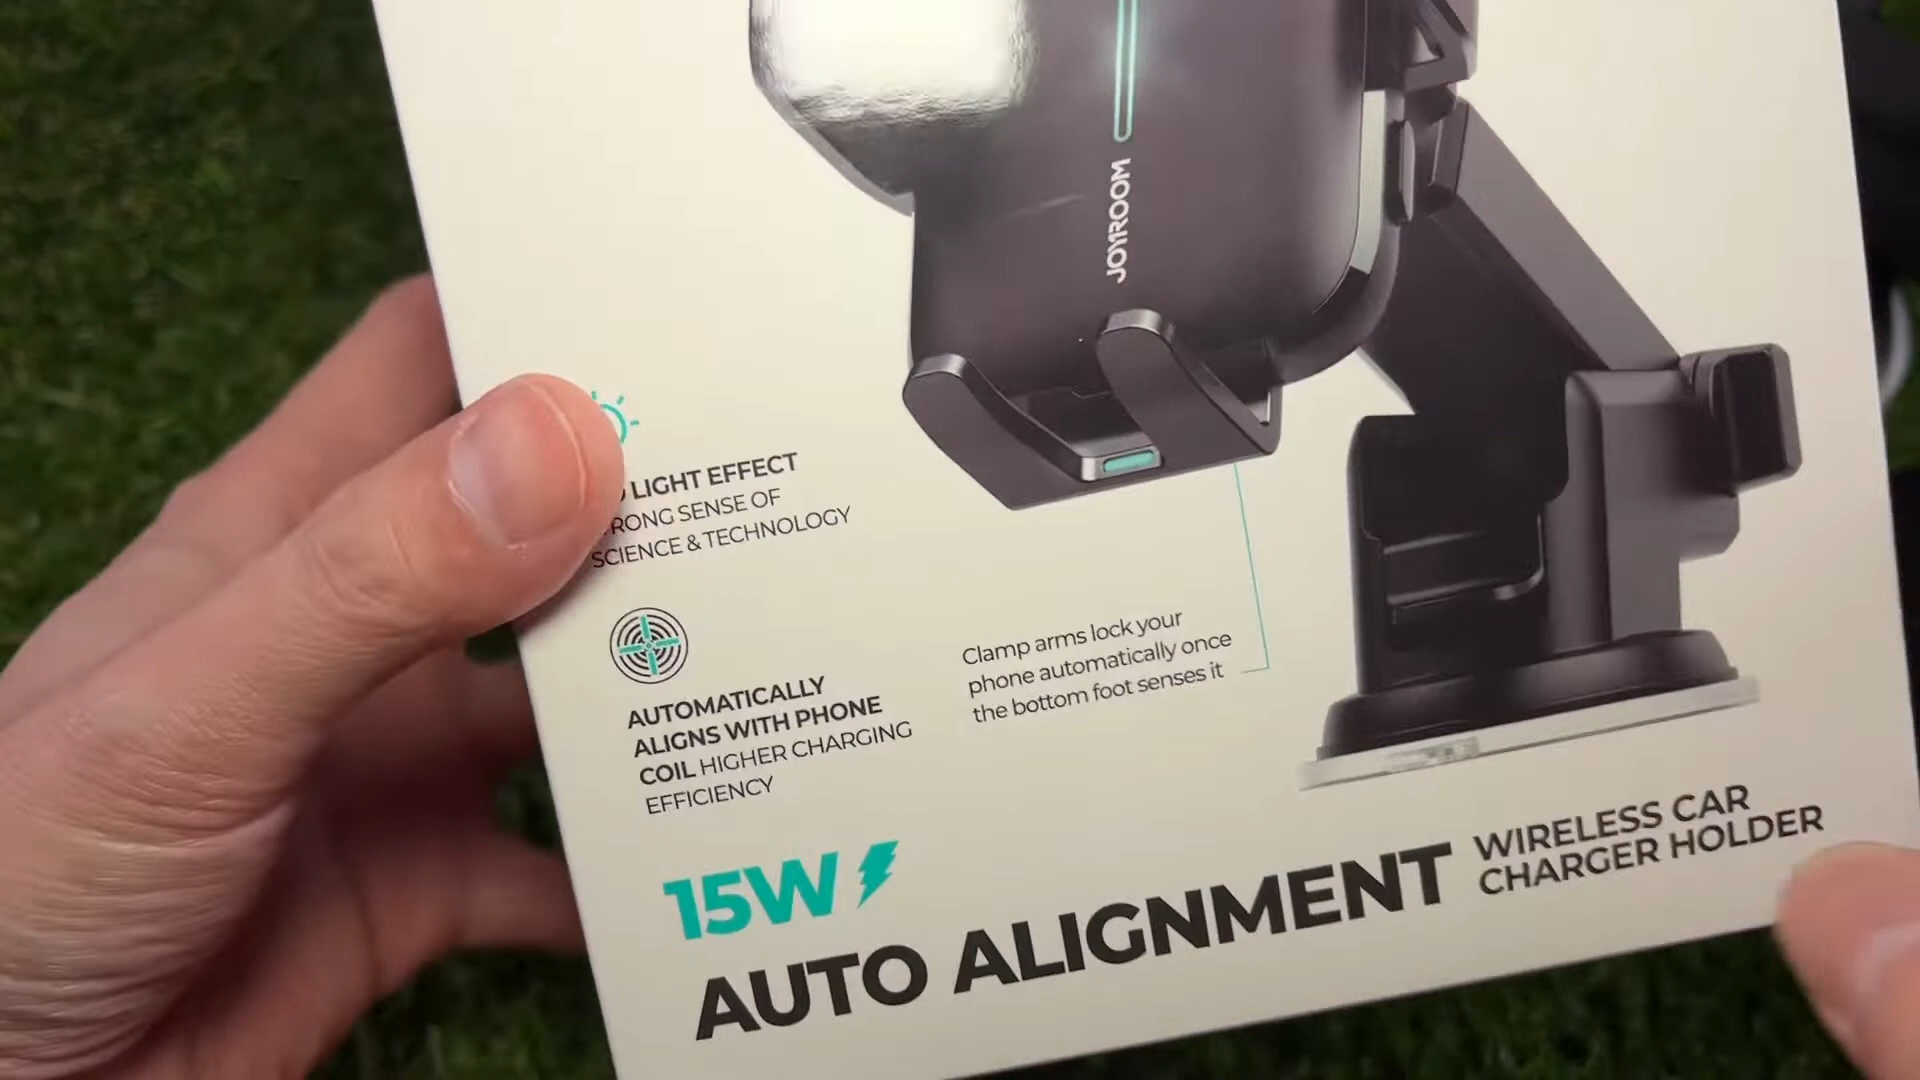 JOYROOM
LIGHT EFFECT
SENSE OF
SCIENCE & TECHNOLOGY
AUTOMATICALLY
ALIGNS WITH PHONE
COIL HIGHER CHARGING
EFFICIENCY
Clamp arms lock your
phone automatically once
the bottom foot senses it
15W
AUTO ALIGNMENT
WIRELESS CAR
CHARGER HOLDER